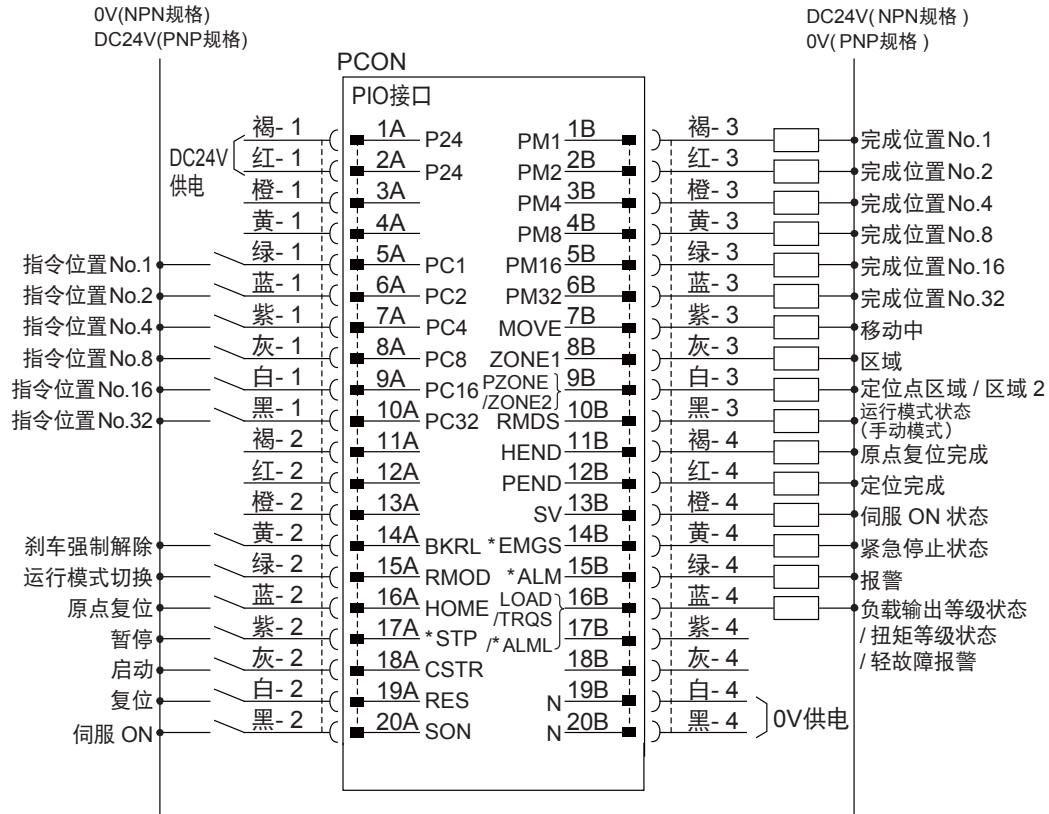 0V(NPN规格)
DC24V(PNP规格)
DC24V(NPN规格)
0V(PNP规格)
PCON
PIO接口
褐-1 1A P24 PM1 1B 褐-3 完成位置No.1
DC24V
供电
红-1 2A P24 PM2 2B 红-3 完成位置No.2
橙-1 3A PM4 3B 橙-3 完成位置No.4
黄-1 4A PM8 4B 黄-3 完成位置No.8
指令位置No.1 绿-1 5A PC1 PM16 5B 绿-3 完成位置No.16
指令位置No.2 蓝-1 6A PC2 PM32 6B 蓝-3 完成位置No.32
指令位置No.4 紫-1 7A PC4 MOVE 7B 紫-3 移动中
指令位置No.8 灰-1 8A PC8 ZONE1 8B 灰-3 区域
指令位置No.16 白-1 9A PC16 PZONE/ZONE2 9B 白-3 定位点区域 / 区域 2
指令位置No.32 黑-1 10A PC32 RMDS 10B 黑-3 运行模式状态
(手动模式)
褐-2 11A HEND 11B 褐-4 原点复位完成
红-2 12A PEND 12B 红-4 定位完成
橙-2 13A SV 13B 橙-4 伺服 ON 状态
刹车强制解除 黄-2 14A BKRL *EMGS 14B 黄-4 紧急停止状态
运行模式切换 绿-2 15A RMOD *ALM 15B 绿-4 报警
原点复位 蓝-2 16A HOME LOAD/TRQS/*ALML 16B 蓝-4 负载输出等级状态
/ 扭矩等级状态
/ 轻故障报警
暂停 紫-2 17A *STP 17B 紫-4
启动 灰-2 18A CSTR 18B 灰-4
复位 白-2 19A RES N 19B 白-4
伺服 ON 黑-2 20A SON N 20B 黑-4
0V供电